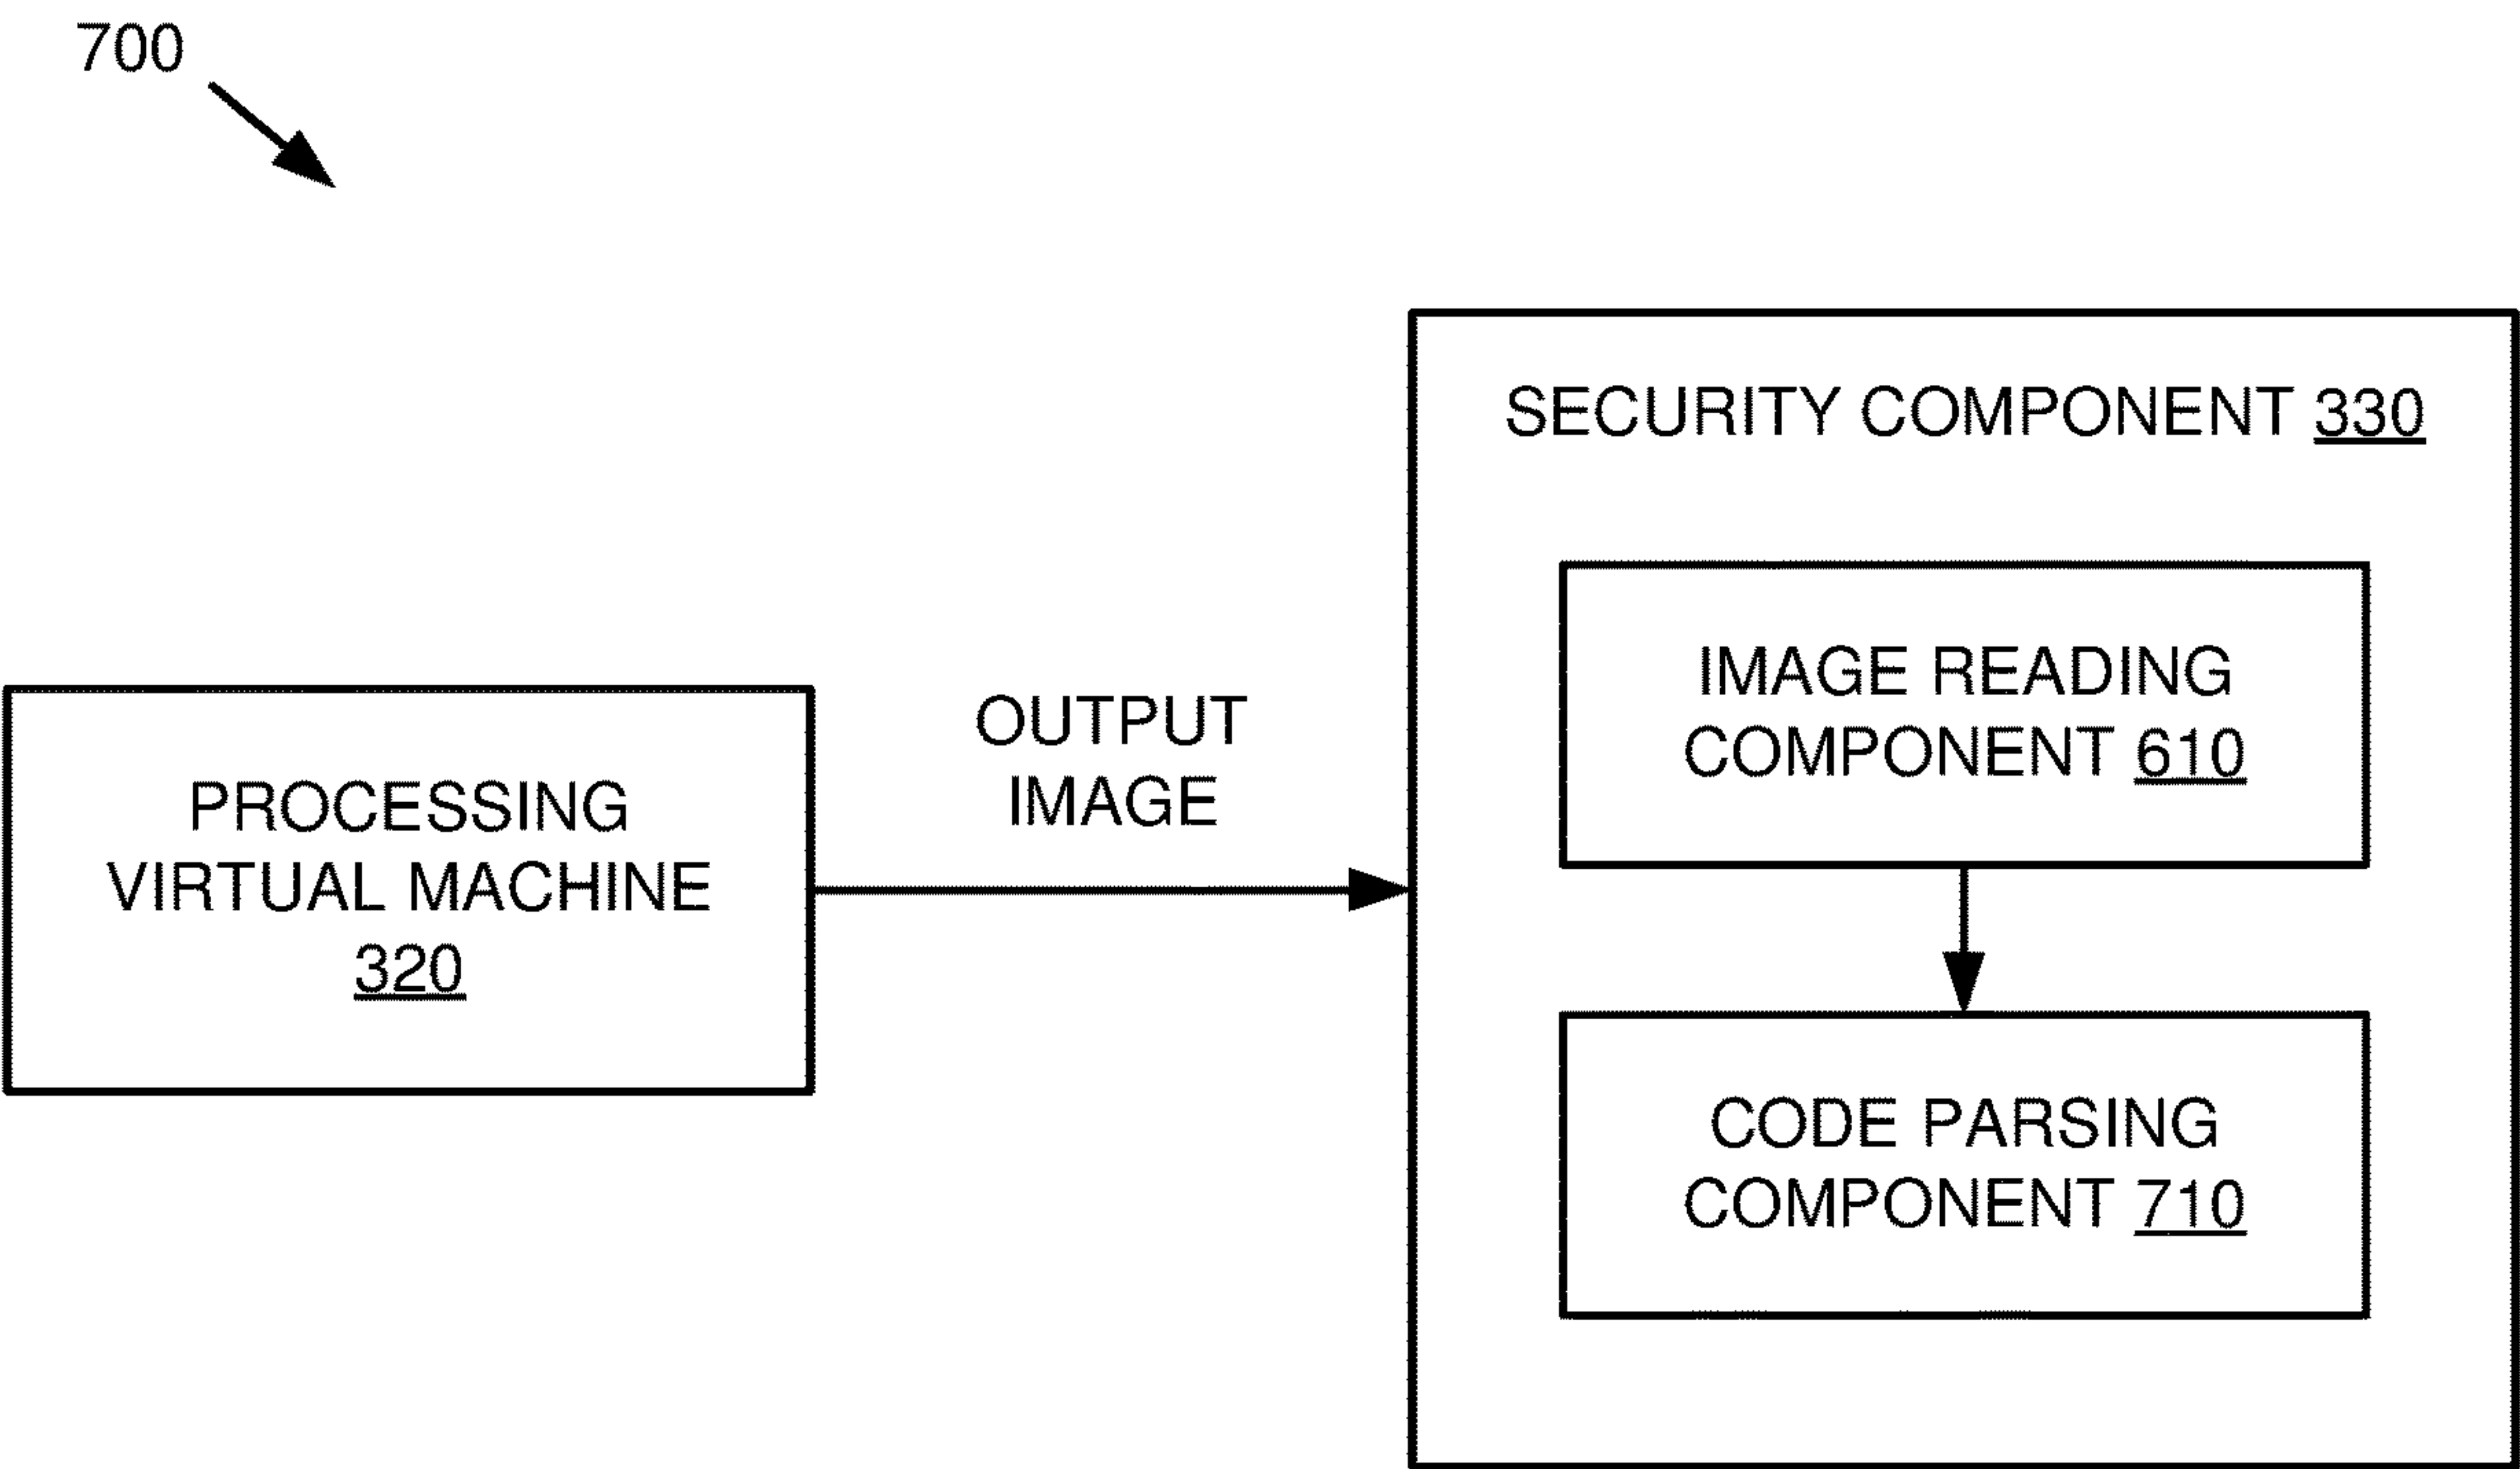 700
SECURITY COMPONENT 330
IMAGE READING
COMPONENT 610
OUTPUT
IMAGE
PROCESSING
VIRTUAL MACHINE
320
CODE PARSING
COMPONENT 710